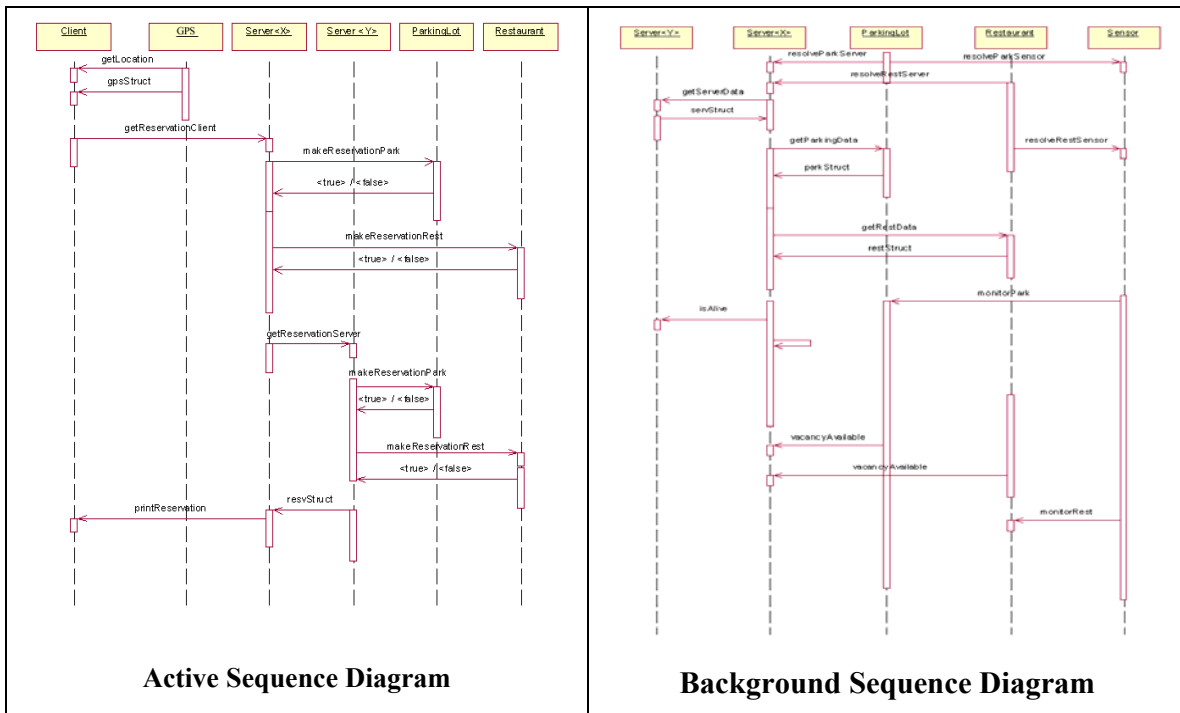 Client GPS Server<X> Server <Y> ParkingLot Restaurant
getLocation
gpsStruct
getReservationClient
makeReservationPark
<true> / <false>
makeReservationRest
<true> / <false>
getReservationServer
makeReservationPark
<true> / <false>
makeReservationRest
<true> / <false>
resvStruct
printReservation
Active Sequence Diagram
Server<Y> Server<X> ParkingLot Restaurant Sensor
resolveParkServer resolveParkSensor
resolveRestServer
getServerData
servStruct
getParkingData resolveRestSensor
parkStruct
getRestData
restStruct
monitorPark
isAlive
vacancyAvailable
vacancyAvailable
monitorRest
Background Sequence Diagram